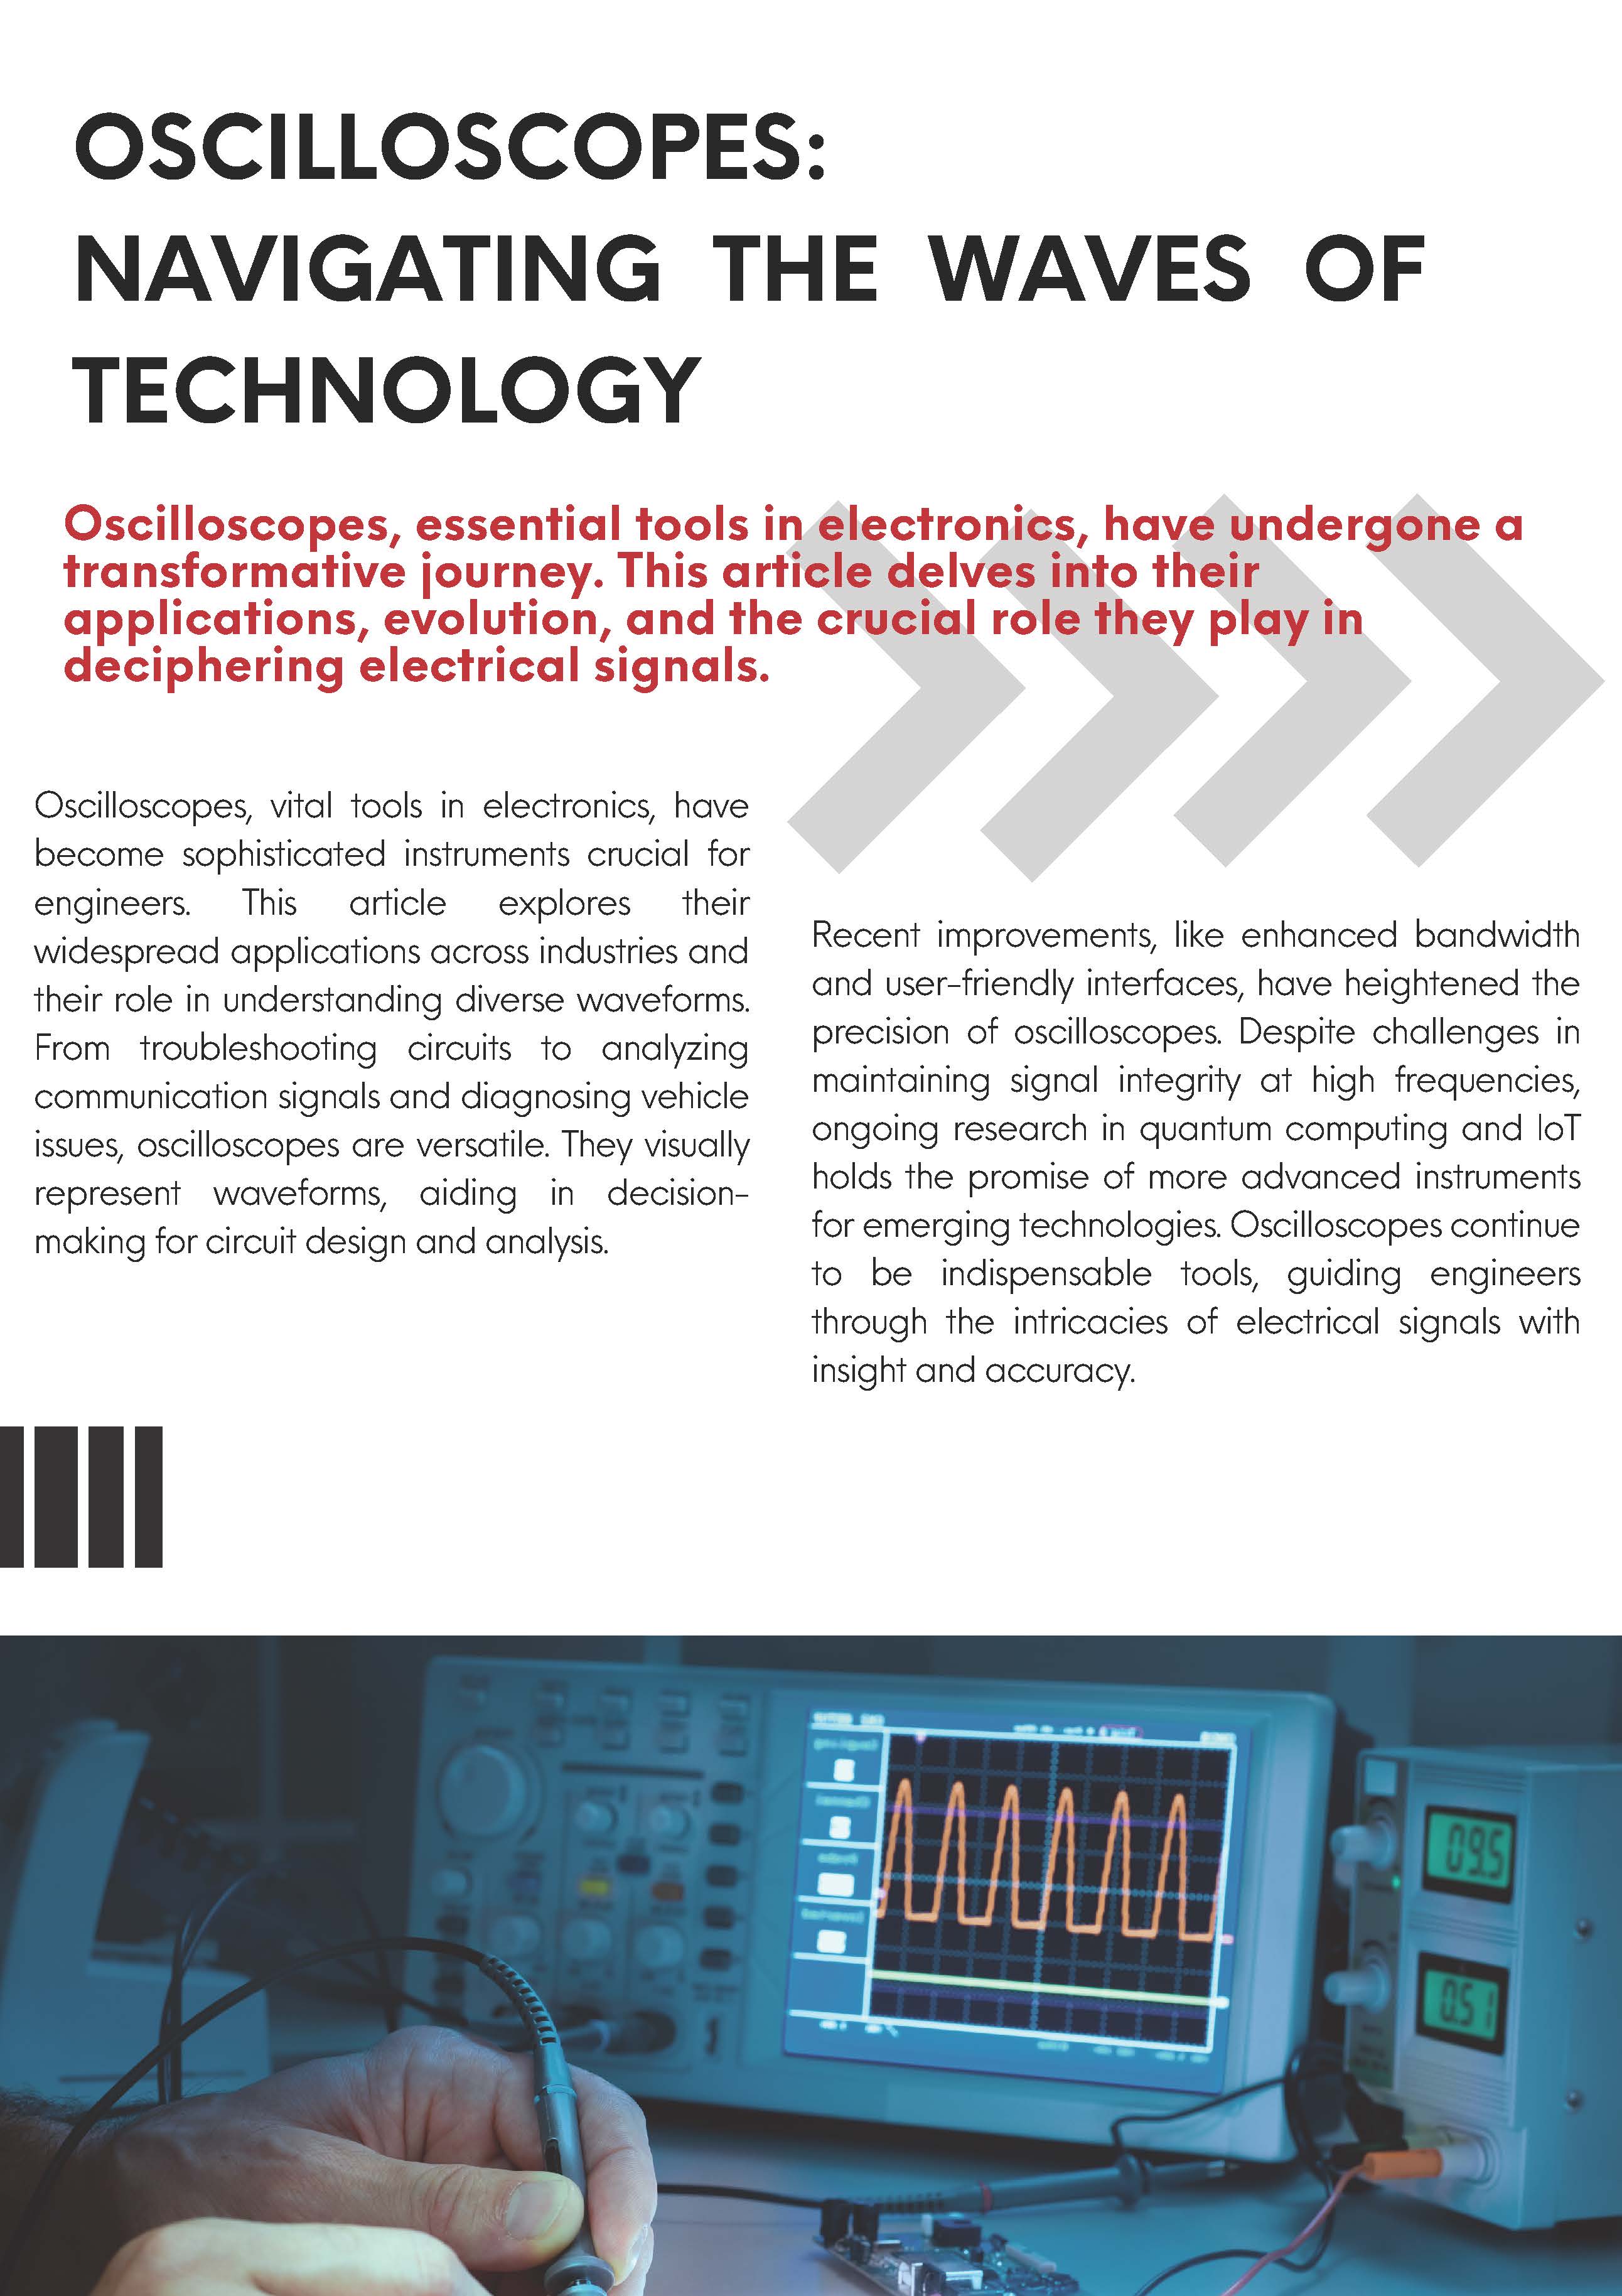 OSCILLOSCOPES:
NAVIGATING THE WAVES OF
TECHNOLOGY
Oscilloscopes, essential tools in electronics, have undergone a
transformative journey. This article delves into their
applications, evolution, and the crucial role they play in
deciphering electrical signals.
Oscilloscopes, vital tools in electronics, have
become sophisticated instruments crucial for
engineers. This article explores their
widespread applications across industries and
their role in understanding diverse waveforms.
From troubleshooting circuits to analyzing
communication signals and diagnosing vehicle
issues, oscilloscopes are versatile. They visually
represent waveforms, aiding in decision-
making for circuit design and analysis.
Recent improvements, like enhanced bandwidth
and user-friendly interfaces, have heightened the
precision of oscilloscopes. Despite challenges in
maintaining signal integrity at high frequencies,
ongoing research in quantum computing and IoT
holds the promise of more advanced instruments
for emerging technologies. Oscilloscopes continue
to be indispensable tools, guiding engineers
through the intricacies of electrical signals with
insight and accuracy.
09.5
0.51